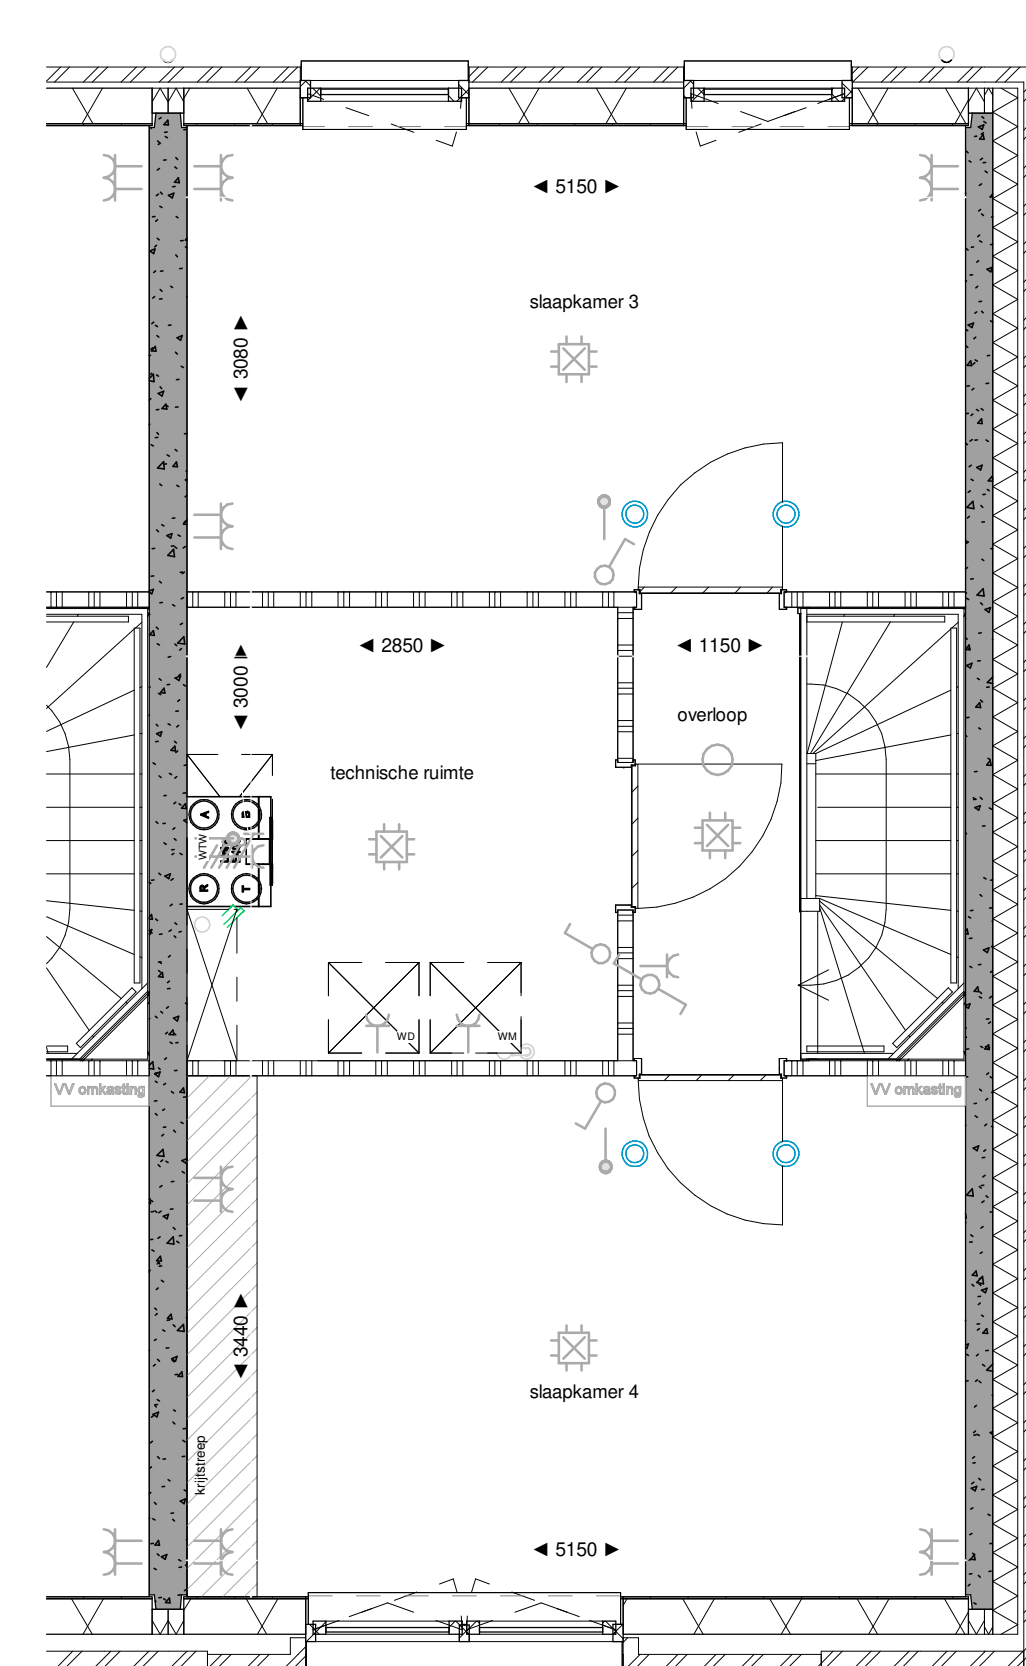 5150
slaapkamer 3
3080
2850
1150
3000
overloop
technische ruimte
A
B
WTW
R
T
WD
WM
VV omkasting
VV omkasting
3440
slaapkamer 4
krijtstreep
5150